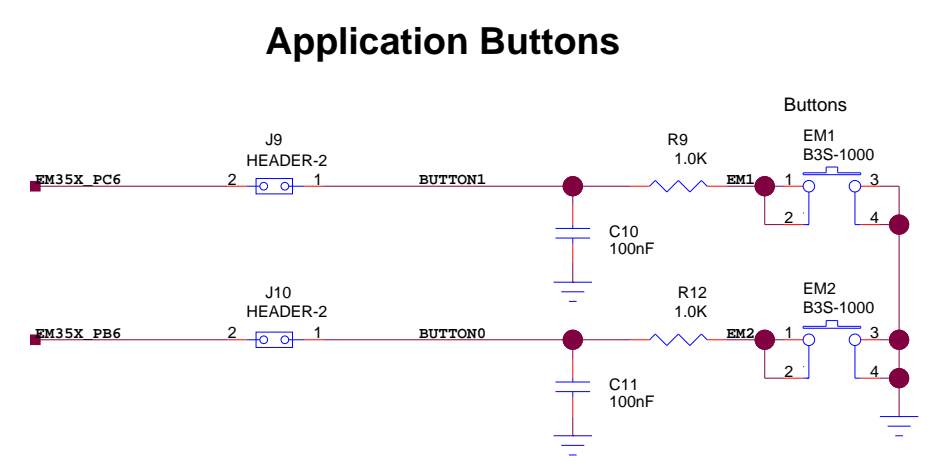 Application Buttons
Buttons
J9
HEADER-2
R9
1.0K
EM1
B3S-1000
EM35X_PC6
2
1
BUTTON1
EM1
1
3
2
4
C10
100nF
J10
HEADER-2
R12
1.0K
EM2
B3S-1000
EM35X_PB6
2
1
BUTTON0
EM2
1
3
2
4
C11
100nF